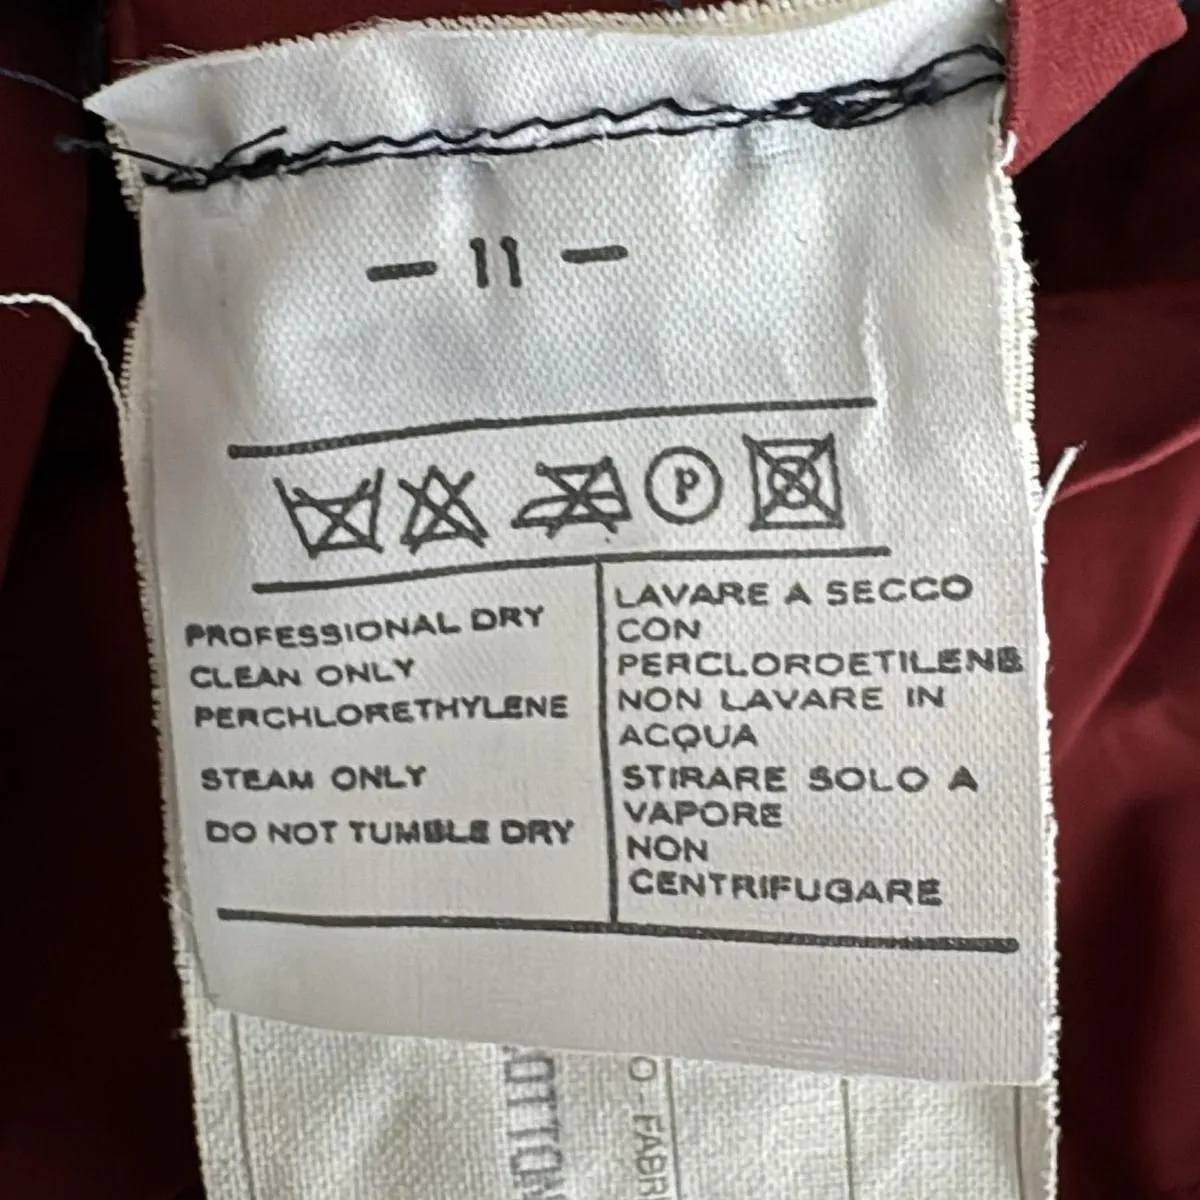 - 11 -
P
PROFESSIONAL DRY
CLEAN ONLY
PERCHLORETHYLENE
STEAM ONLY
DO NOT TUMBLE DRY
LAVARE A SECCO
CON
PERCLOROETILENE
NON LAVARE IN
ACQUA
STIRARE SOLO A
VAPORE
NON
CENTRIFUGARE
O-FABRI